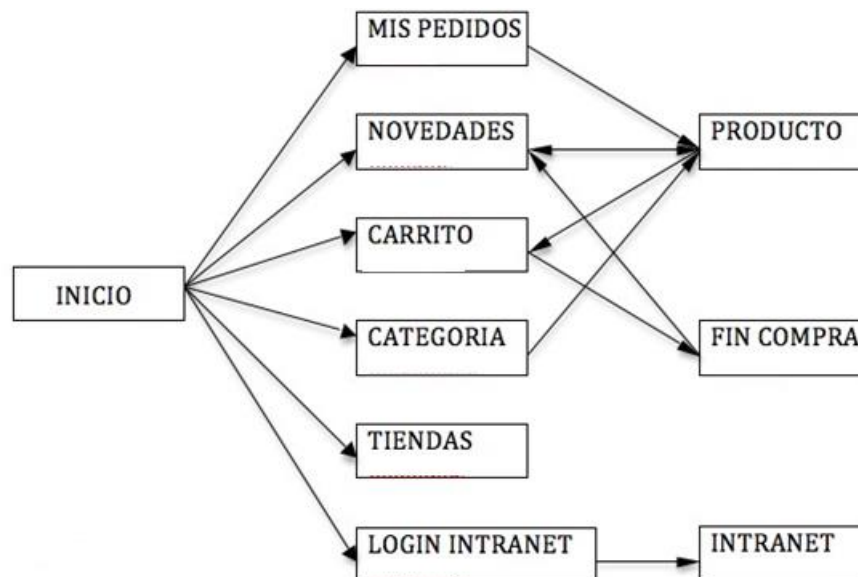 MIS PEDIDOS
NOVEDADES
PRODUCTO
CARRITO
INICIO
CATEGORIA
FIN COMPRA
TIENDAS
LOGIN INTRANET
INTRANET